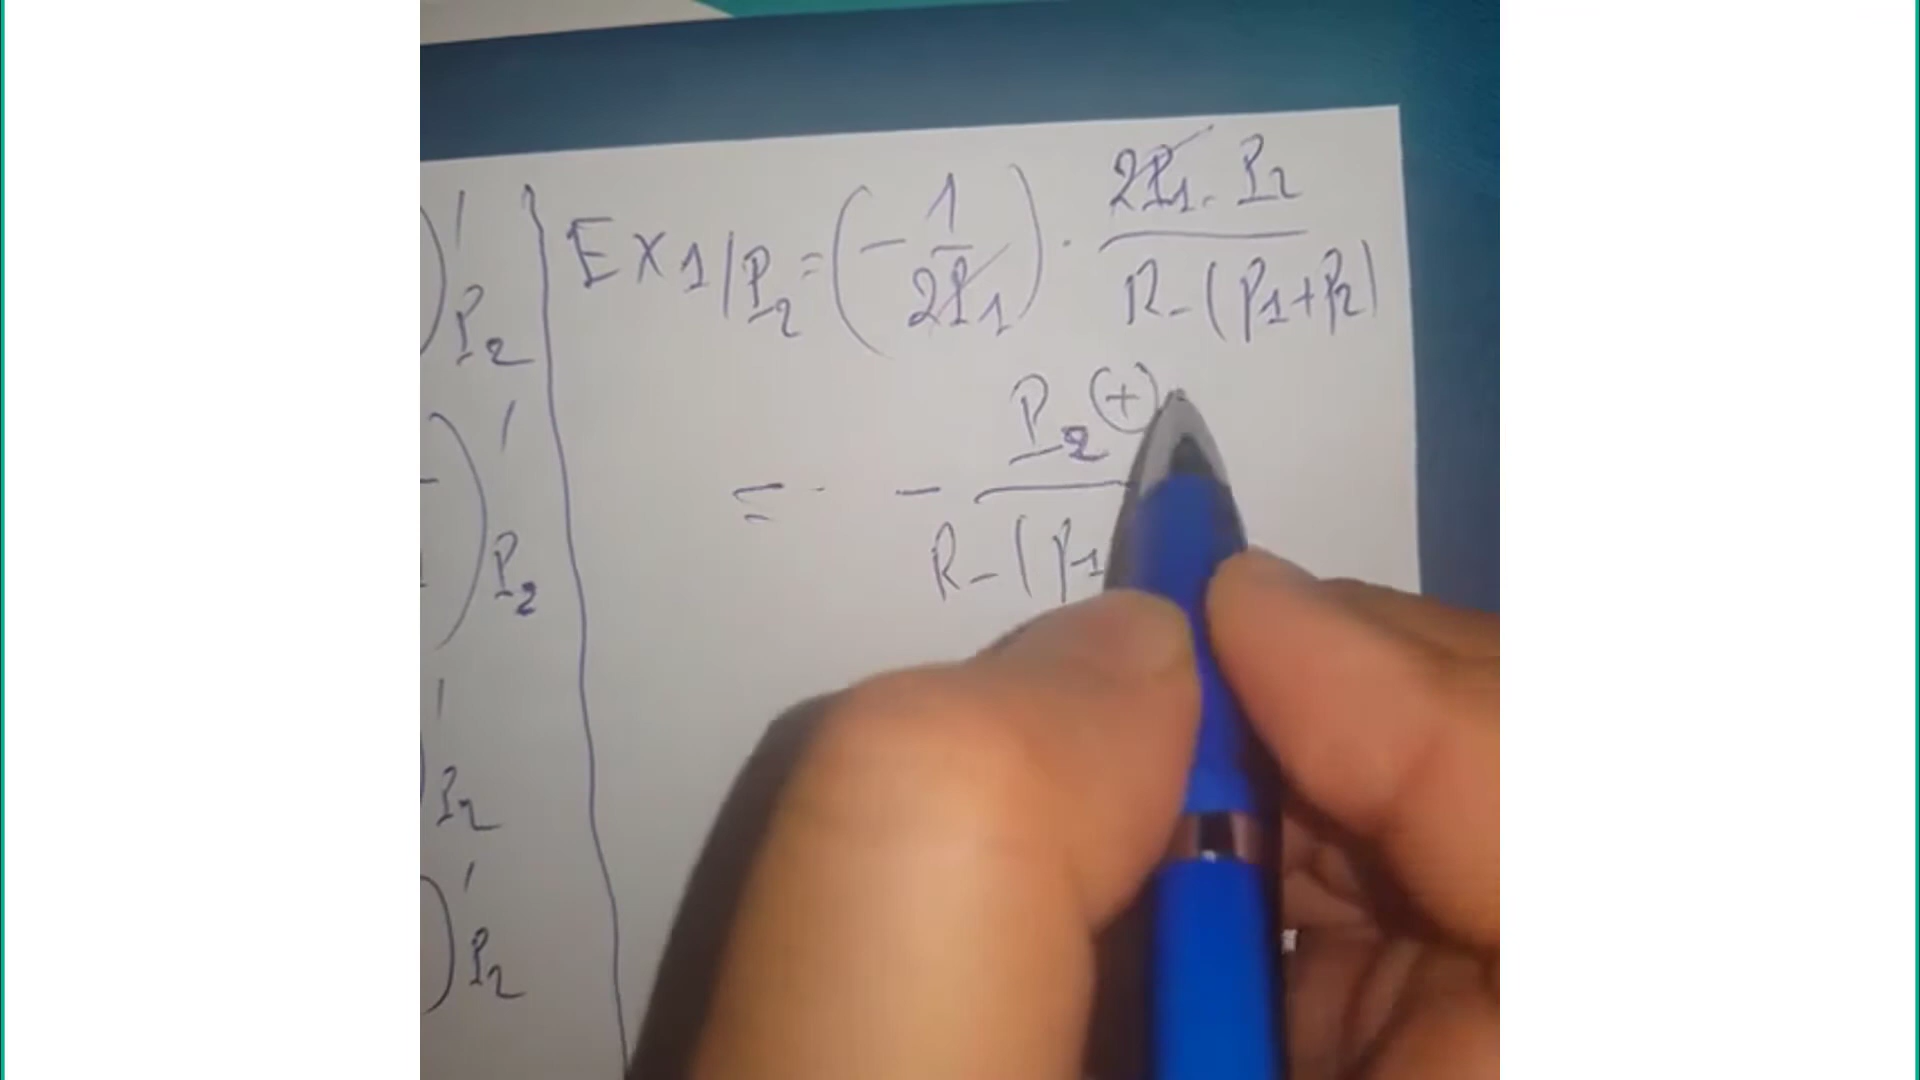 )' P2
Ex1/P2 = (- 1/2P1) . 2P1. P2 / R-(P1+P2)
)' P2
= - P2 (+) / R-(P1
)' P2
)' P2